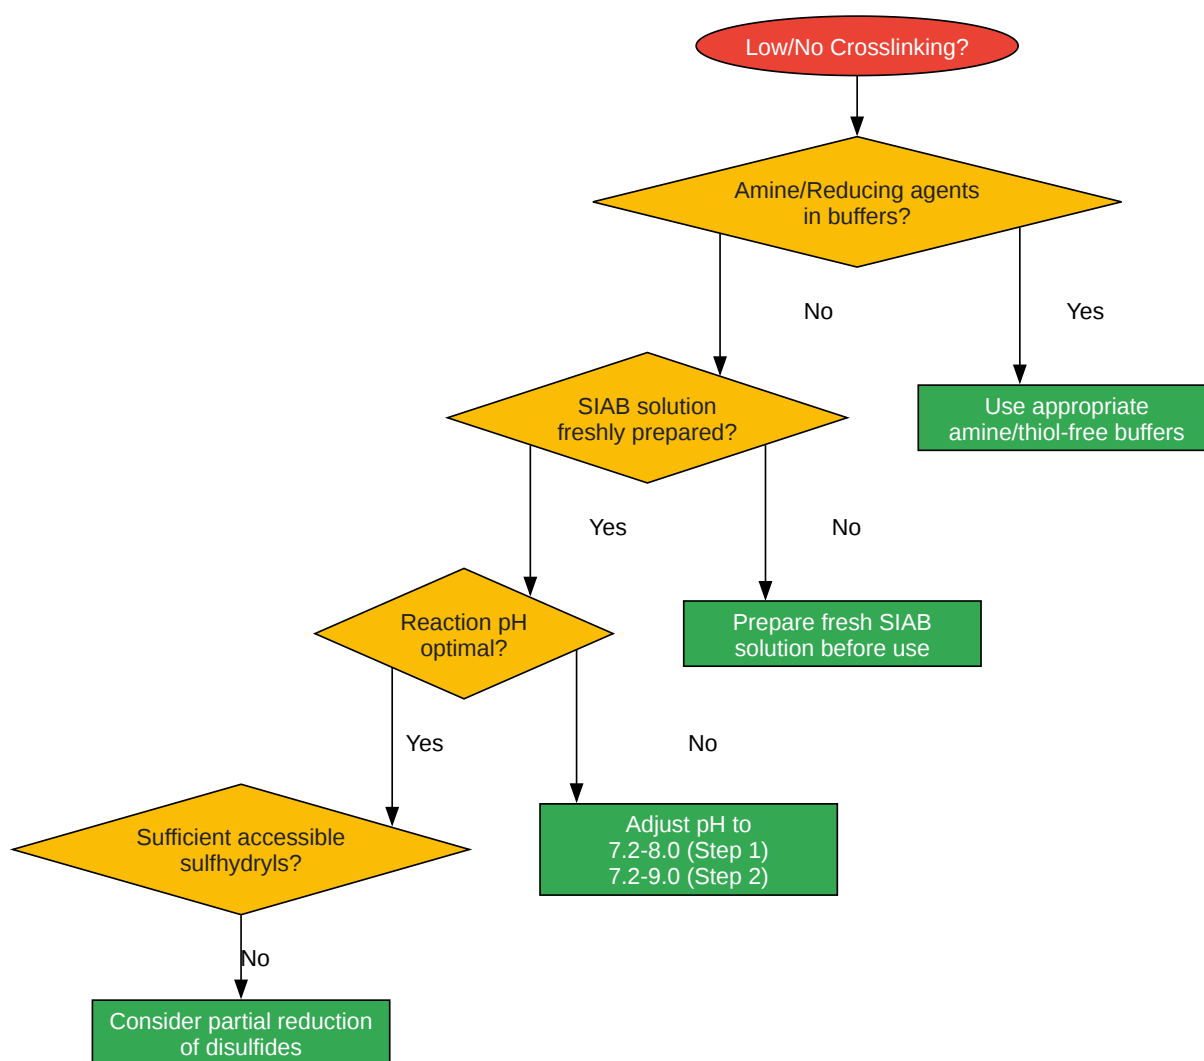 Low/No Crosslinking?
Amine/Reducing agents
in buffers?
No
Yes
SIAB solution
freshly prepared?
Use appropriate
amine/thiol-free buffers
Yes
No
Reaction pH
optimal?
Prepare fresh SIAB
solution before use
Yes
No
Sufficient accessible
sulfhydryls?
Adjust pH to
7.2-8.0 (Step 1)
7.2-9.0 (Step 2)
No
Consider partial reduction
of disulfides